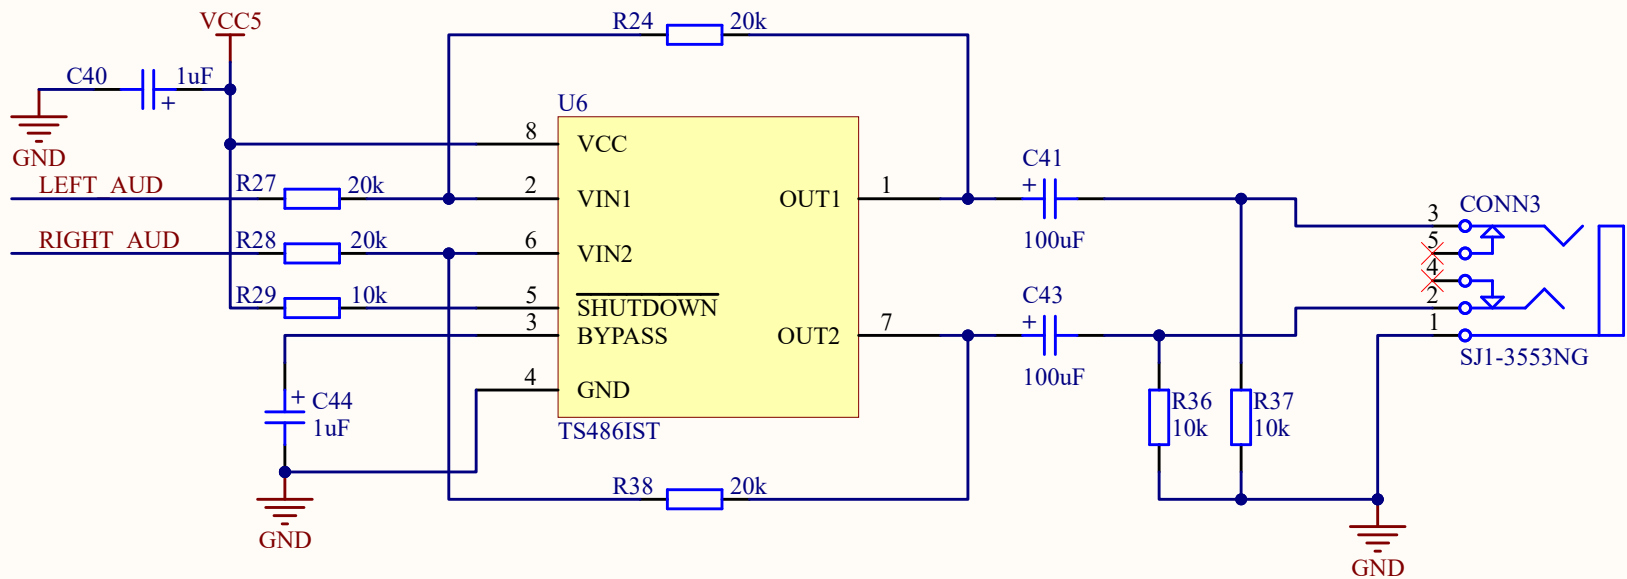 R24 20k
VCC5
C40 1uF
U6
GND
8 VCC
C41
LEFT_AUD R27 20k 2 VIN1 OUT1 1
+
100uF
3 CONN3
RIGHT_AUD R28 20k 6 VIN2
5
4
R29 10k 5 SHUTDOWN
C43
2
3 BYPASS OUT2 7
+
100uF
1
SJ1-3553NG
4 GND
+ C44
1uF
R36
10k
R37
10k
TS486IST
R38 20k
GND
GND